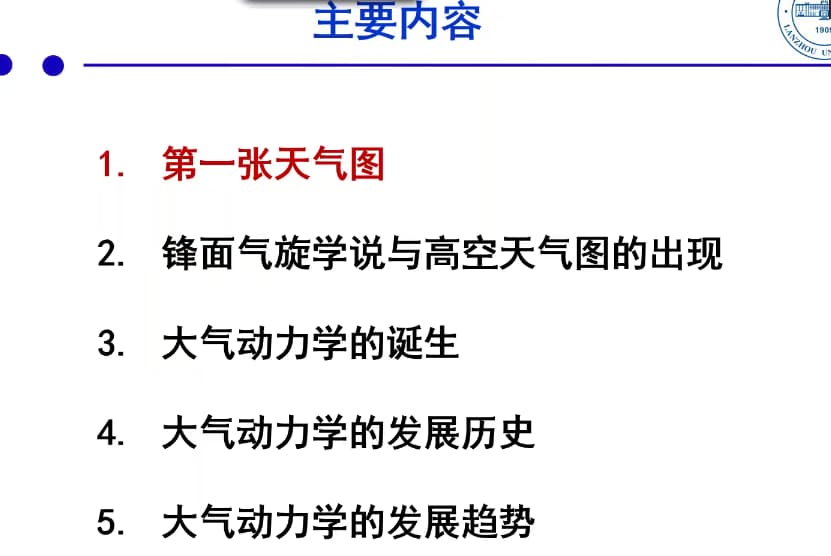 主要内容
1909
LANZHOU UN
1. 第一张天气图
2. 锋面气旋学说与高空天气图的出现
3. 大气动力学的诞生
4. 大气动力学的发展历史
5. 大气动力学的发展趋势